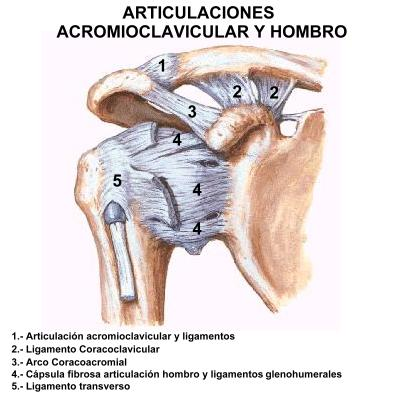 ARTICULACIONES
ACROMIOCLAVICULAR Y HOMBRO
1
2 2
3
4
5
4
4
1.- Articulación acromioclavicular y ligamentos
2.- Ligamento Coracoclavicular
3.- Arco Coracoacromial
4.- Cápsula fibrosa articulación hombro y ligamentos glenohumerales
5.- Ligamento transverso